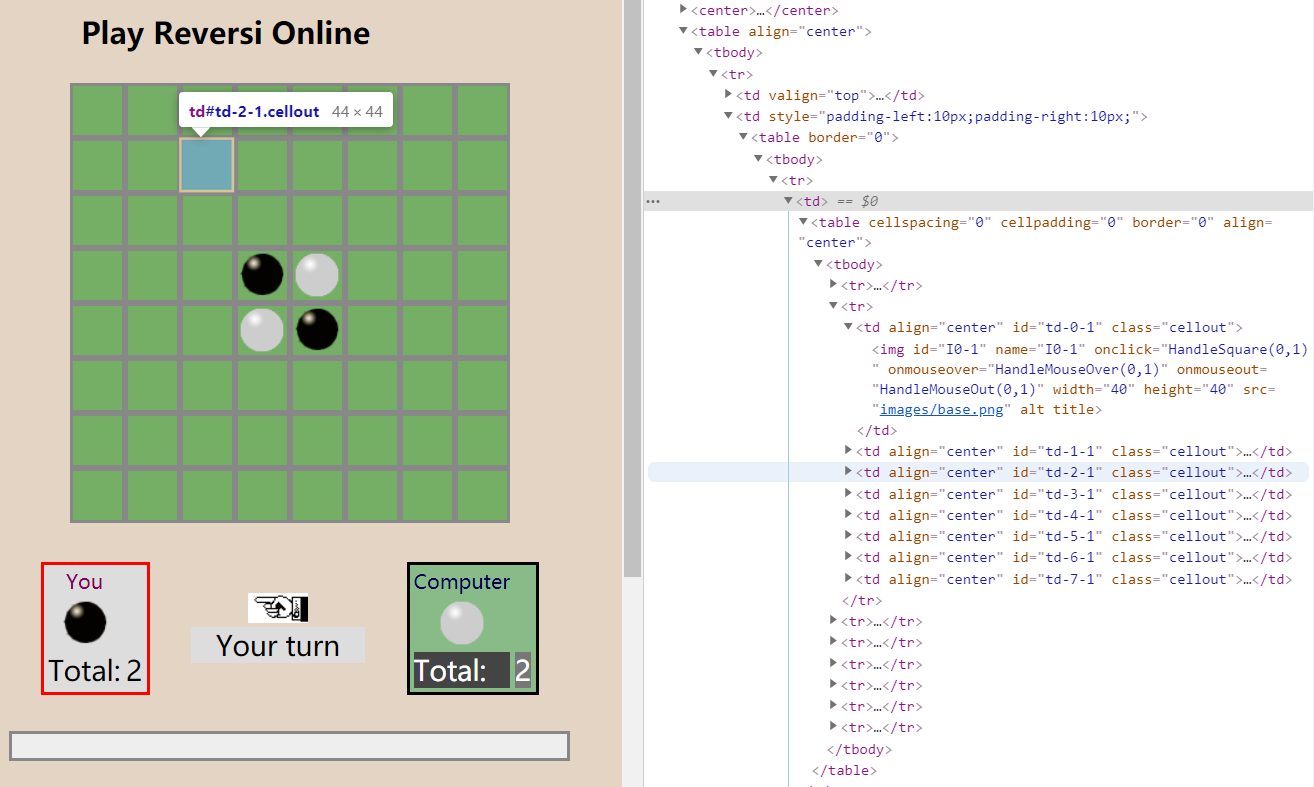 Play Reversi Online
td#td-2-1.cellout 44 × 44
You
Total: 2
Your turn
Computer
Total: 2
<center>…</center>
<table align="center">
<tbody>
<tr>
<td valign="top">…</td>
<td style="padding-left:10px;padding-right:10px;">
<table border="0">
<tbody>
<tr>
<td> == $0
<table cellspacing="0" cellpadding="0" border="0" align=
"center">
<tbody>
<tr>…</tr>
<tr>
<td align="center" id="td-0-1" class="cellout">
<img id="I0-1" name="I0-1" onclick="HandleSquare(0,1)
" onmouseover="HandleMouseOver(0,1)" onmouseout=
"HandleMouseOut(0,1)" width="40" height="40" src=
"images/base.png" alt title>
</td>
<td align="center" id="td-1-1" class="cellout">…</td>
<td align="center" id="td-2-1" class="cellout">…</td>
<td align="center" id="td-3-1" class="cellout">…</td>
<td align="center" id="td-4-1" class="cellout">…</td>
<td align="center" id="td-5-1" class="cellout">…</td>
<td align="center" id="td-6-1" class="cellout">…</td>
<td align="center" id="td-7-1" class="cellout">…</td>
</tr>
<tr>…</tr>
<tr>…</tr>
<tr>…</tr>
<tr>…</tr>
<tr>…</tr>
<tr>…</tr>
</tbody>
</table>